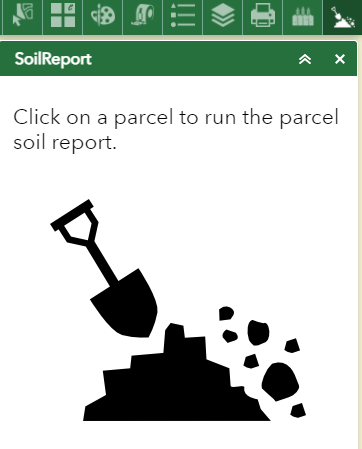 SoilReport
Click on a parcel to run the parcel
soil report.